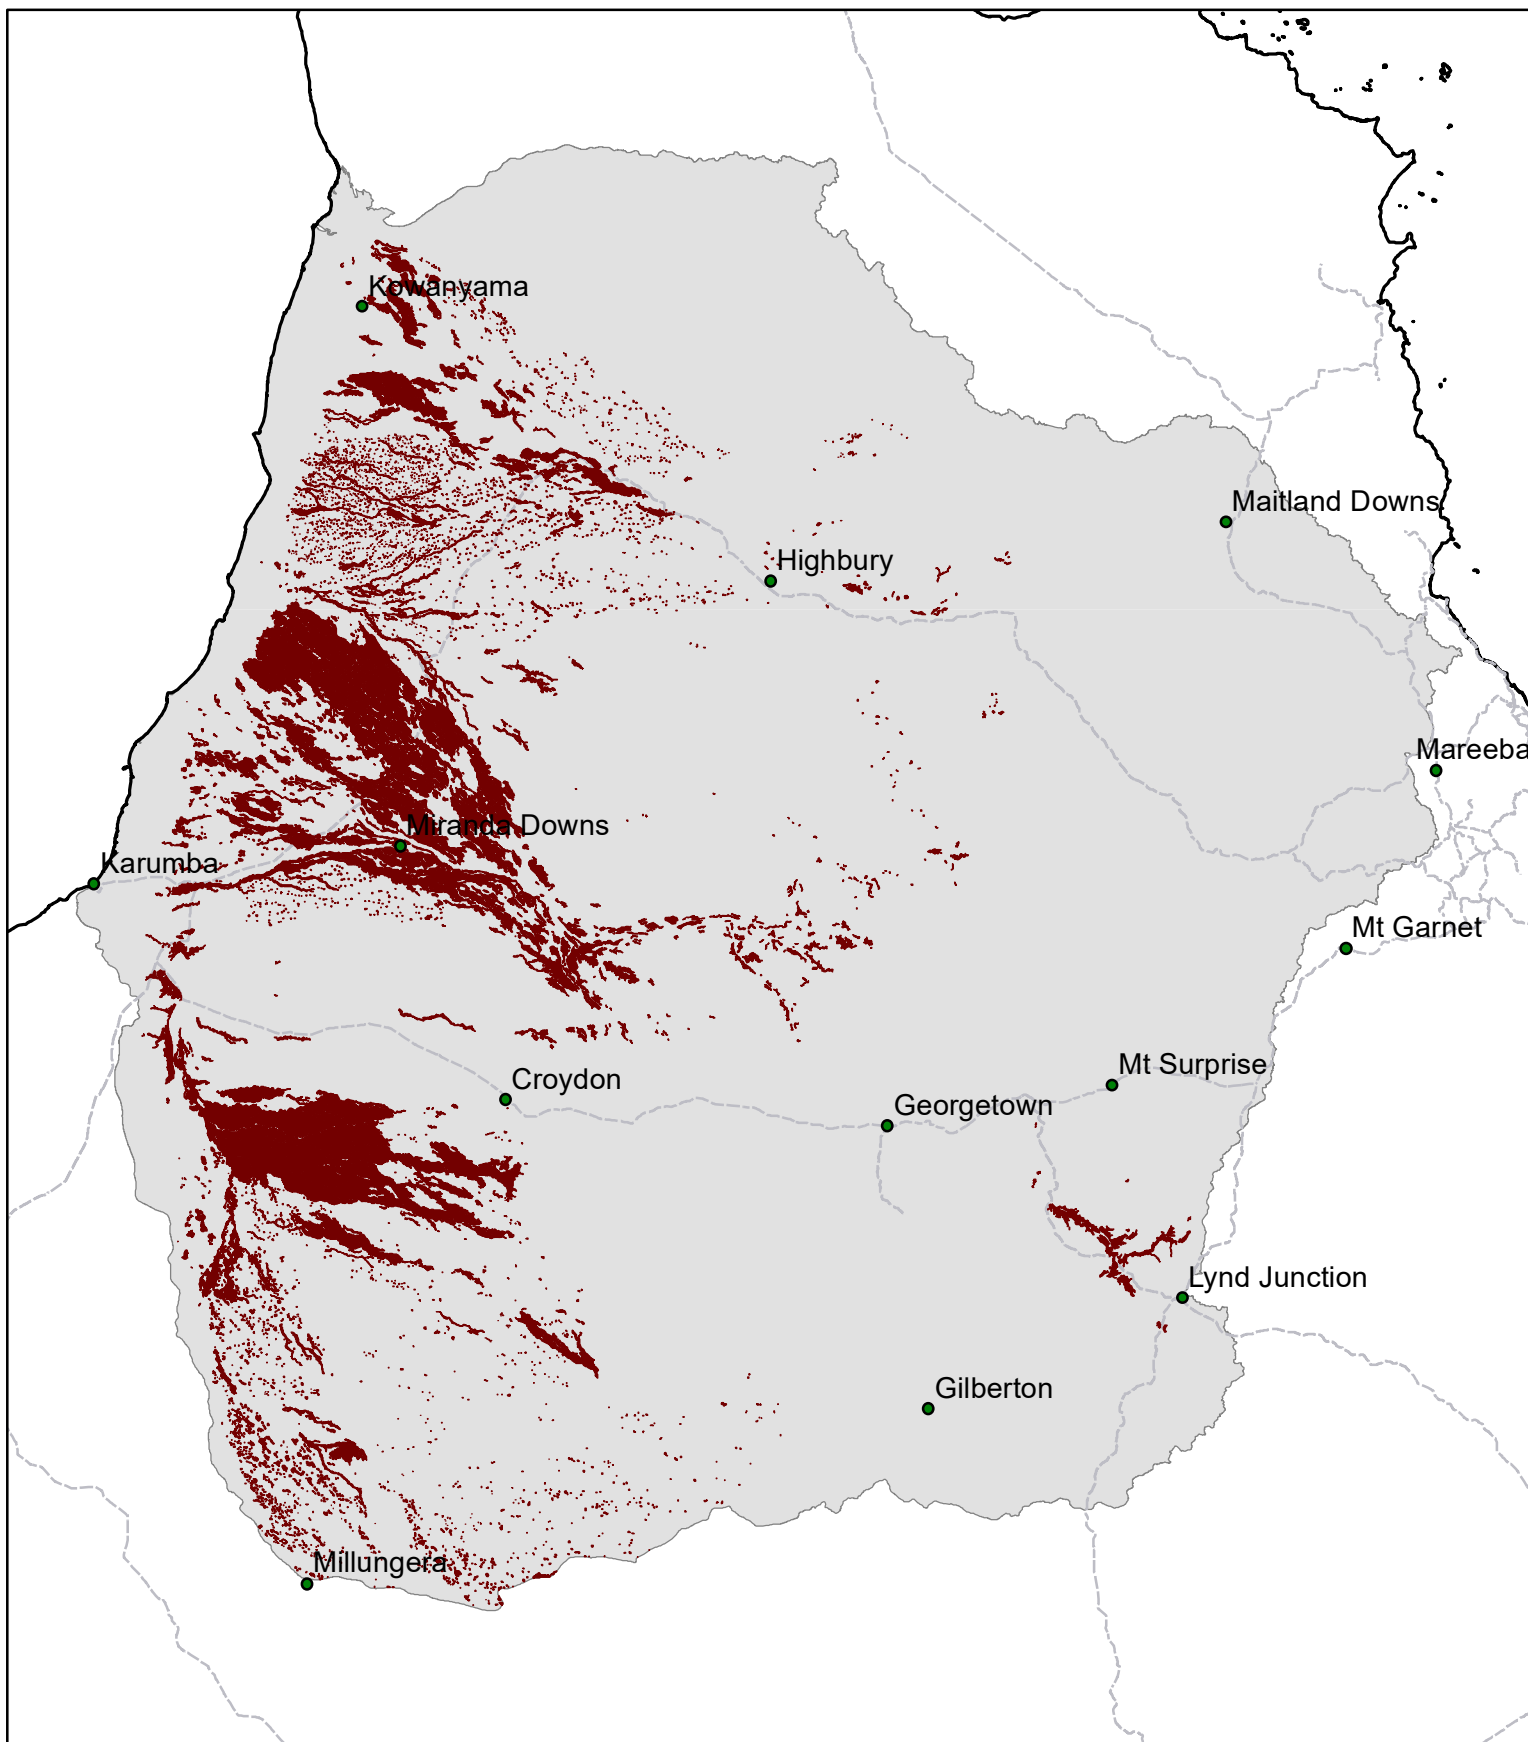 Kowanyama
Maitland Downs
Highbury
Mareeba
Miranda Downs
Karumba
Mt Garnet
Mt Surprise
Croydon
Georgetown
Lynd Junction
Gilberton
Millungera